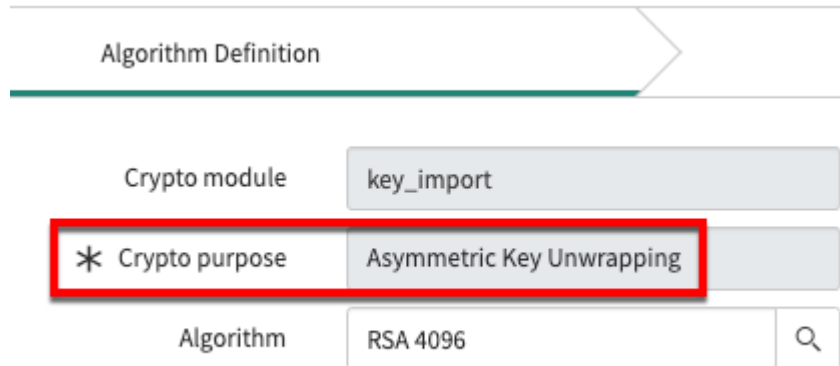 Algorithm Definition
Crypto module key_import
* Crypto purpose Asymmetric Key Unwrapping
Algorithm RSA 4096